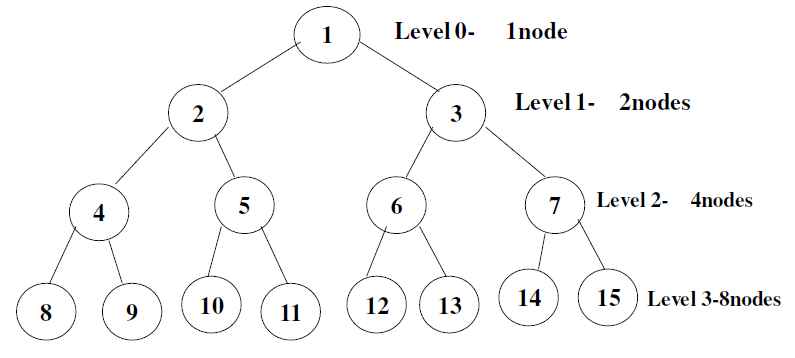 1 Level 0- 1node
2 3 Level 1- 2nodes
4 5 6 7 Level 2- 4nodes
8 9 10 11 12 13 14 15 Level 3-8nodes